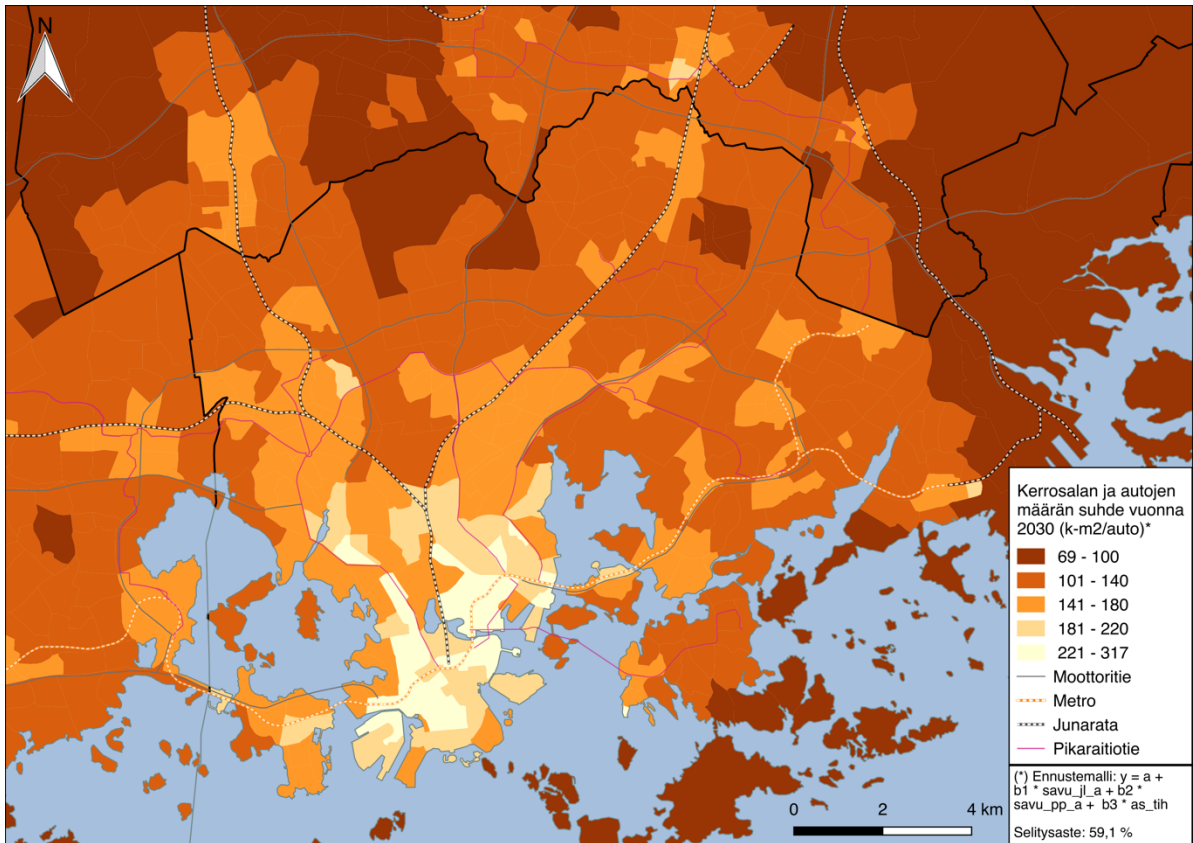 N
Kerrosalan ja autojen
määrän suhde vuonna
2030 (k-m2/auto)*
69 - 100
101 - 140
141 - 180
181 - 220
221 - 317
Moottoritie
Metro
Junarata
Pikaraitiotie
(*) Ennustemalli: y = a +
b1 * savu_jl_a + b2 *
savu_pp_a + b3 * as_tih
Selitysaste: 59,1 %
0 2 4 km